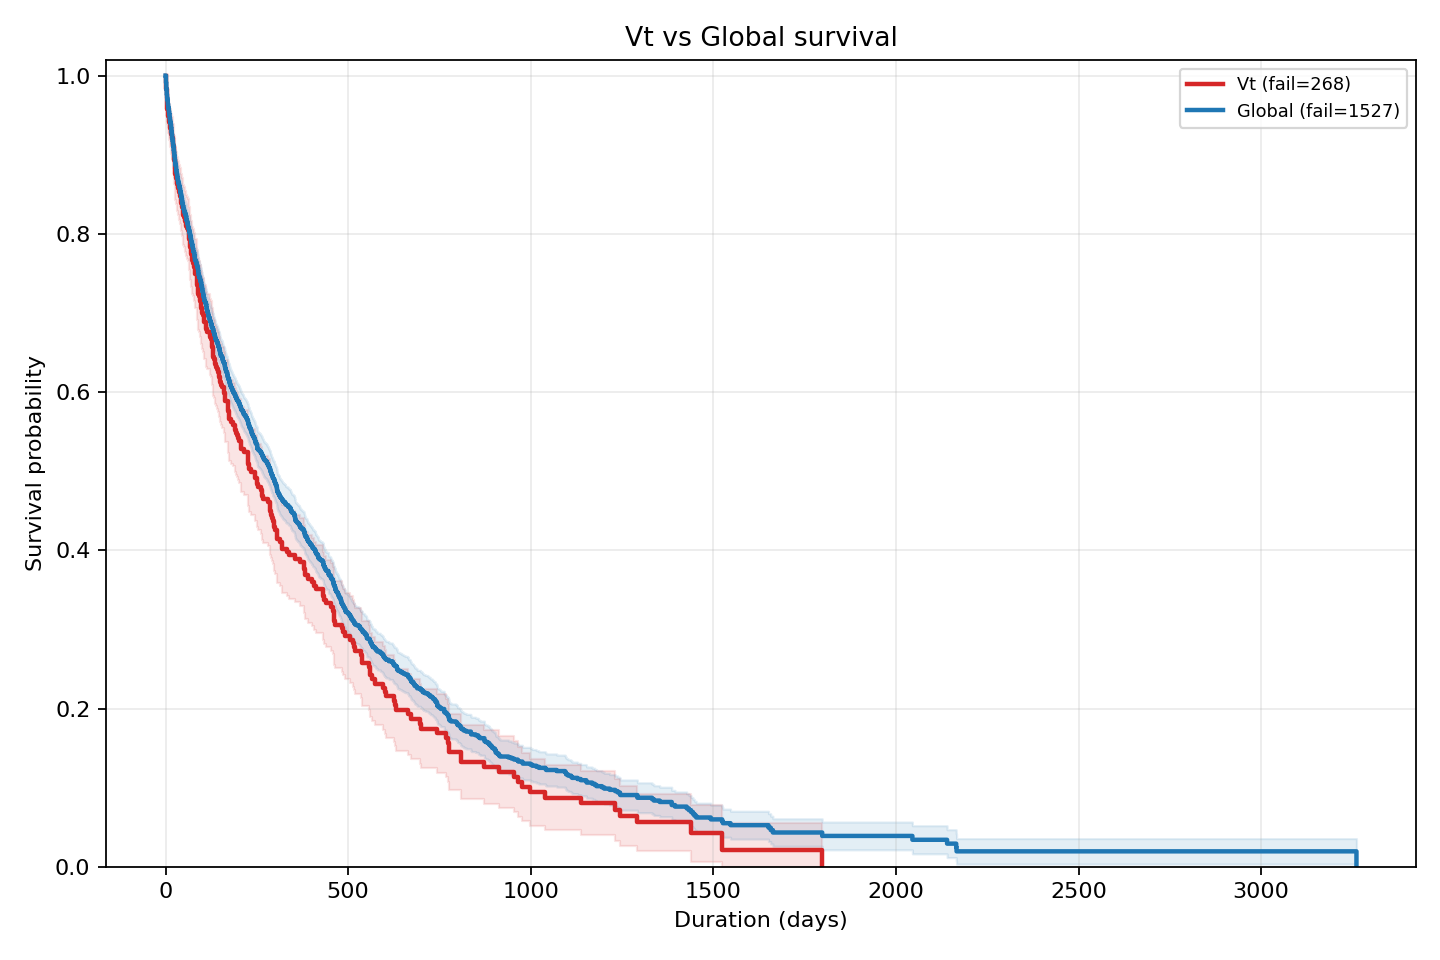 Vt vs Global survival
Vt (fail=268)
Global (fail=1527)
Survival probability
1.0
0.8
0.6
0.4
0.2
0.0
0 500 1000 1500 2000 2500 3000
Duration (days)